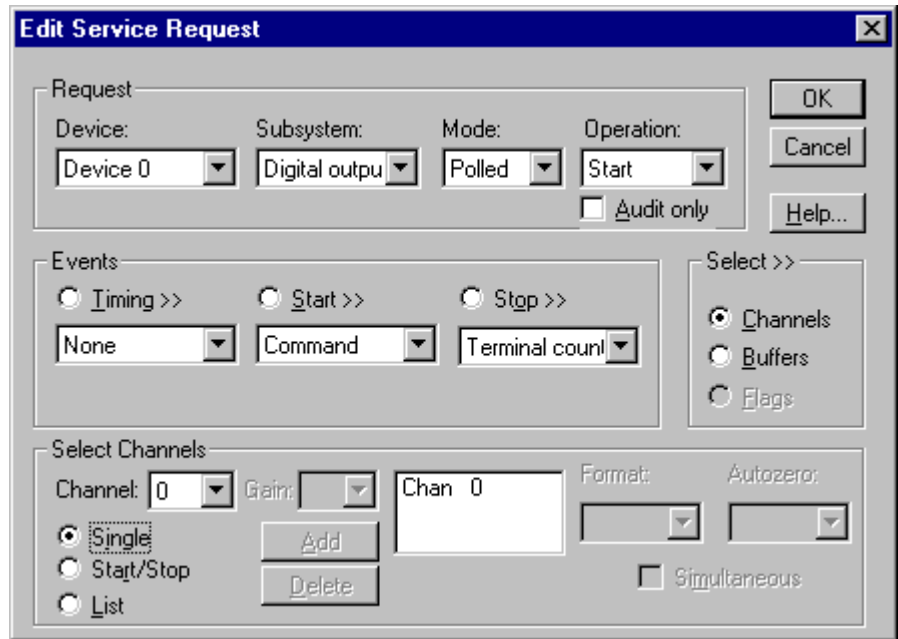 Edit Service Request
Request
OK
Device: Subsystem: Mode: Operation:
Cancel
Device 0 Digital outpu Polled Start
Audit only
Help...
Events
Select >>
Timing >> Start >> Stop >>
Channels
None Command Terminal count
Buffers
Flags
Select Channels
Channel: 0 Gain: Chan 0 Format: Autozero:
Single Add
Start/Stop Delete Simultaneous
List